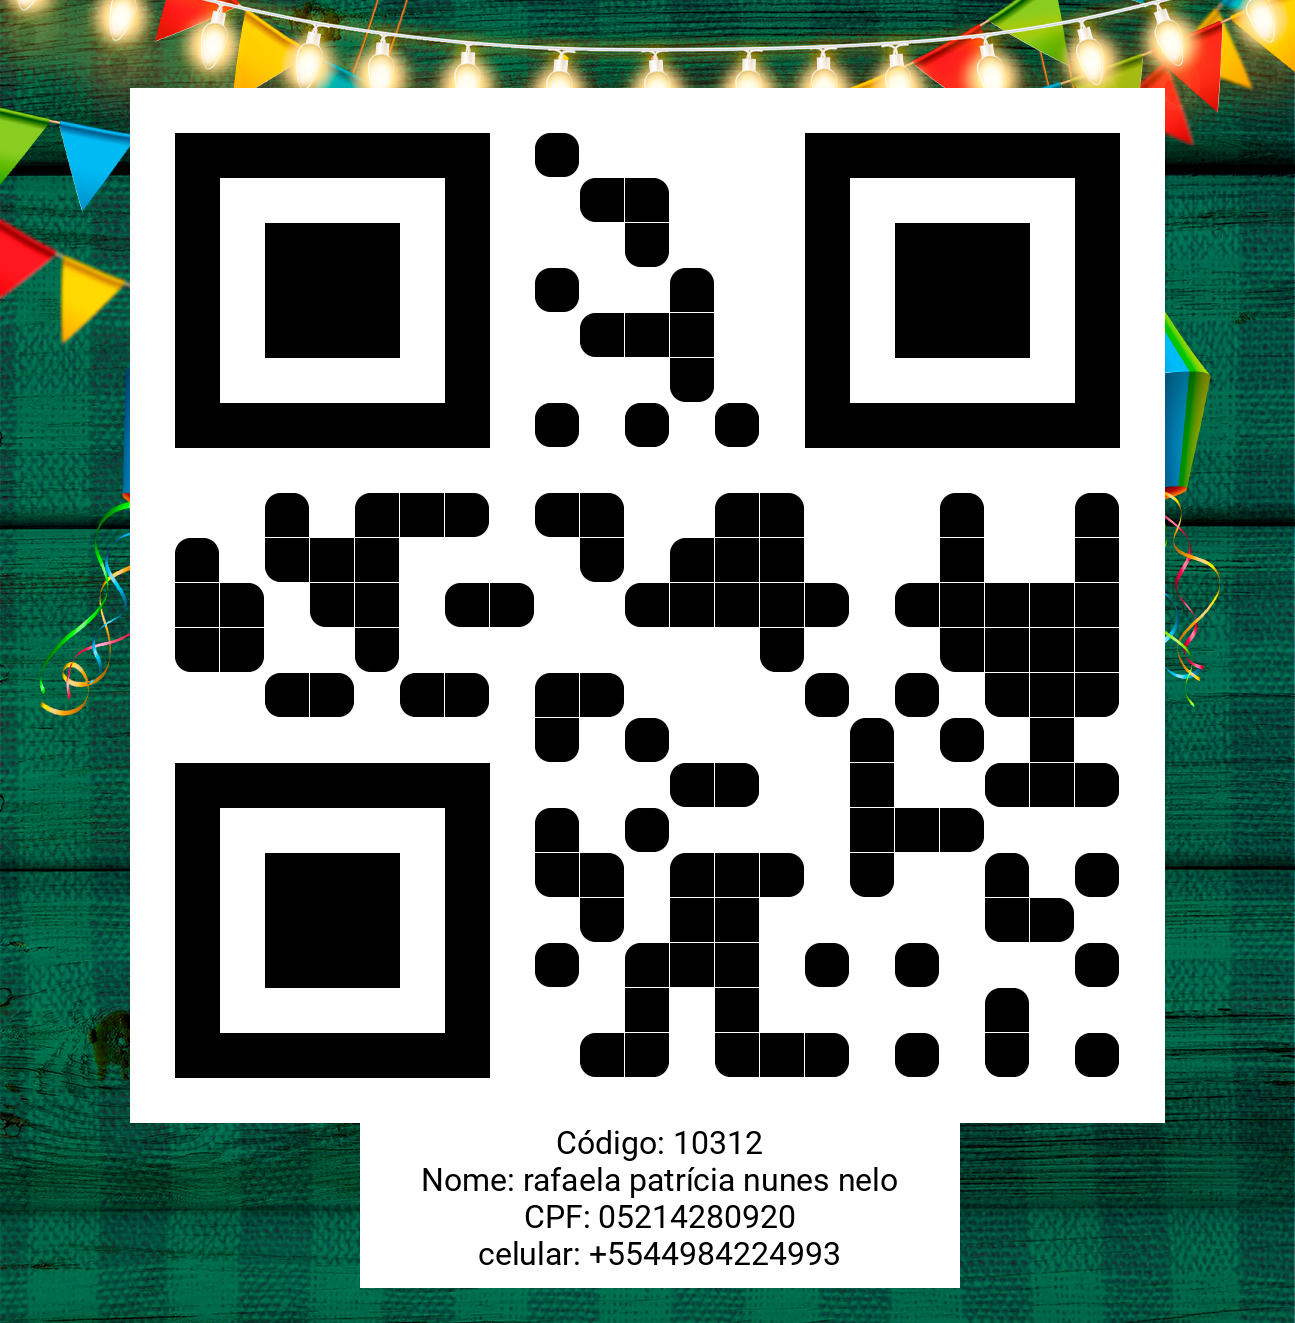 Código: 10312
Nome: rafaela patrícia nunes nelo
CPF: 05214280920
celular: +5544984224993